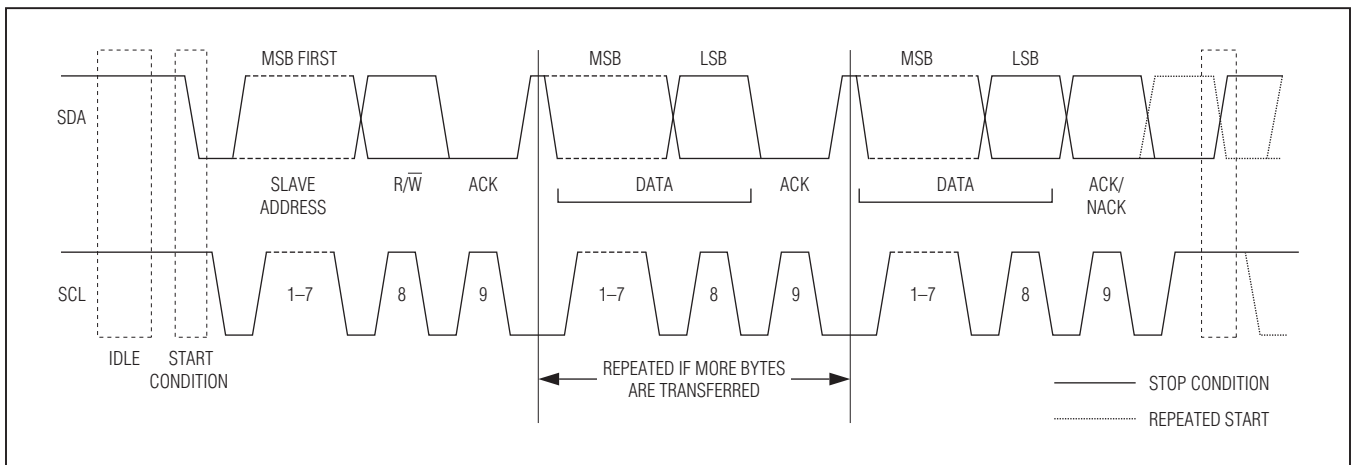 MSB FIRST
MSB
LSB
MSB
LSB
SDA
SLAVE
ADDRESS
R/W̅
ACK
DATA
ACK
DATA
ACK/
NACK
SCL
1–7
8
9
1–7
8
9
1–7
8
9
IDLE
START
CONDITION
REPEATED IF MORE BYTES
ARE TRANSFERRED
STOP CONDITION
REPEATED START